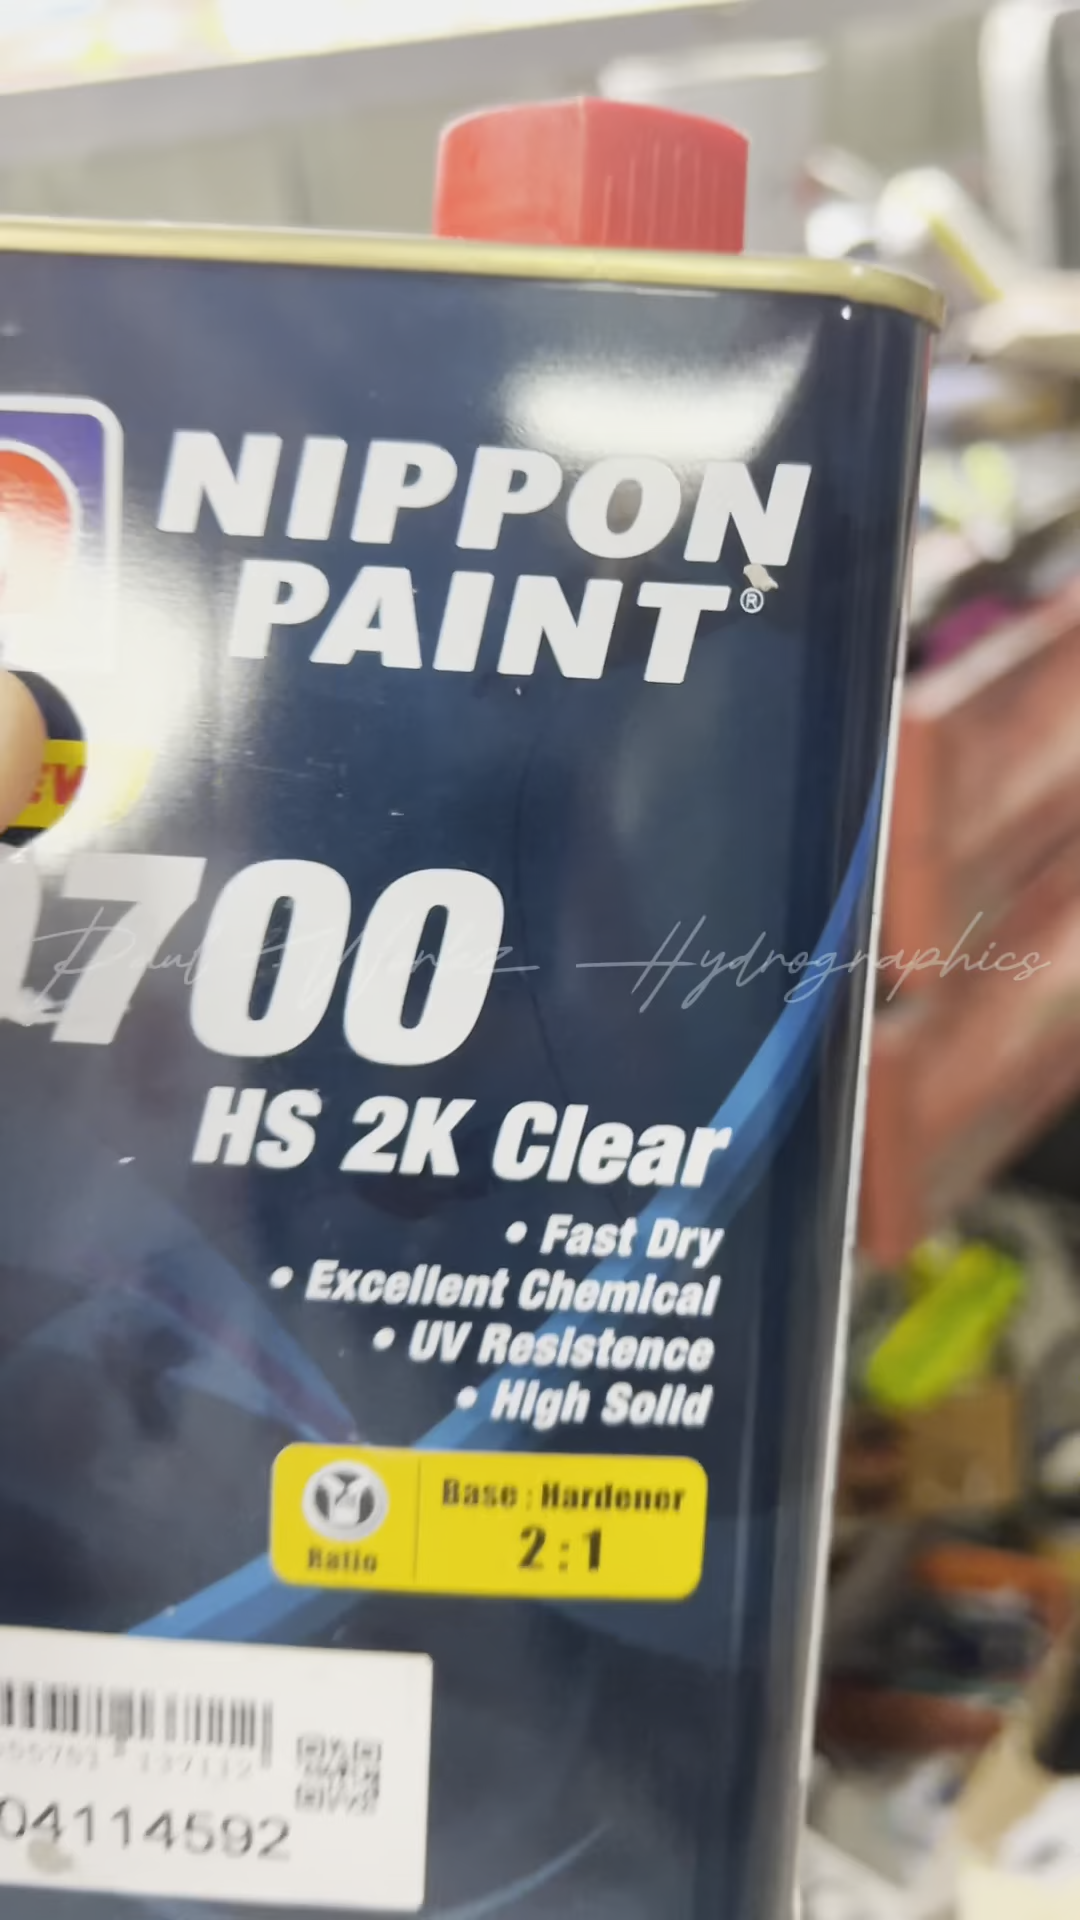 NIPPON
PAINT®
700
Paul Hydrographics
HS 2K Clear
• Fast Dry
• Excellent Chemical
• UV Resistence
• High Solid
Base : Hardener
2 : 1
Ratio
04114592